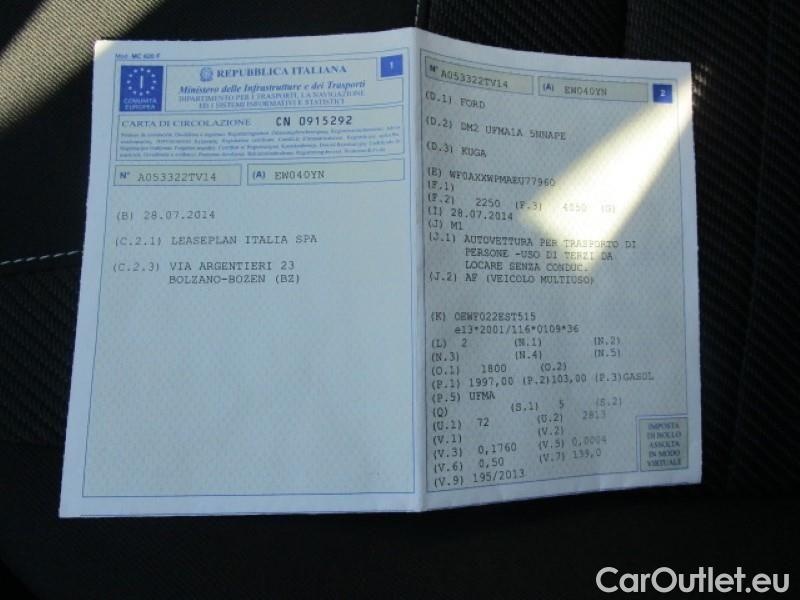 Mod. MC 820 F
REPUBBLICA ITALIANA
1
I
COMUNITÀ
EUROPEA
Ministero delle Infrastrutture e dei Trasporti
DIPARTIMENTO PER I TRASPORTI, LA NAVIGAZIONE
ED I SISTEMI INFORMATIVI E STATISTICI
CARTA DI CIRCOLAZIONE CN 0915292
N° A053322TV14 (A) EW040YN
(B) 28.07.2014
(C.2.1) LEASEPLAN ITALIA SPA
(C.2.3) VIA ARGENTIERI 23
BOLZANO-BOZEN (BZ)
N° A053322TV14 (A) EW040YN 2
(D.1) FORD
(D.2) DM2 UFMA1A 5NNAPE
(D.3) KUGA
(E) WF0AXXWPMAEU77960
(F.1)
(F.2) 2250 (F.3) 4050 (G)
(I) 28.07.2014
(J) M1
(J.1) AUTOVETTURA PER TRASPORTO DI
PERSONE -USO DI TERZI DA
LOCARE SENZA CONDUC.
(J.2) AF (VEICOLO MULTIUSO)
(K) OEWF022EST515
e13*2001/116*0109*36
(L) 2 (N.1) (N.2)
(N.3) (N.4) (N.5)
(O.1) 1800 (O.2)
(P.1) 1997,00 (P.2)103,00 (P.3)GASOL
(P.5) UFMA
(Q) (S.1) 5 (S.2)
(U.1) 72 (U.2) 2813
(V.1) (V.2)
(V.3) 0,1760 (V.5) 0,0004
(V.6) 0,50 (V.7) 139,0
(V.9) 195/2013
IMPOSTA
DI BOLLO
ASSOLTA
IN MODO
VIRTUALE
CarOutlet.eu